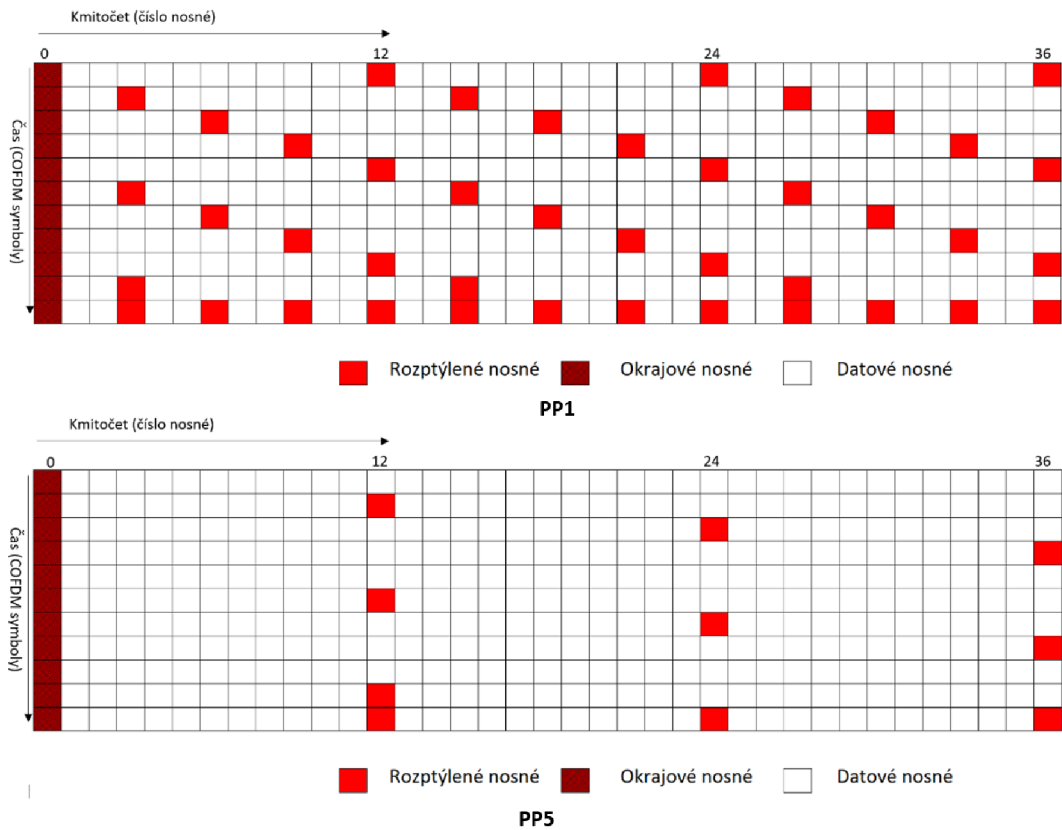 Kmitočet (číslo nosné)
0 12 24 36
Čas (COFDM symboly)
Rozptýlené nosné Okrajové nosné Datové nosné
PP1
Kmitočet (číslo nosné)
0 12 24 36
Čas (COFDM symboly)
Rozptýlené nosné Okrajové nosné Datové nosné
PP5